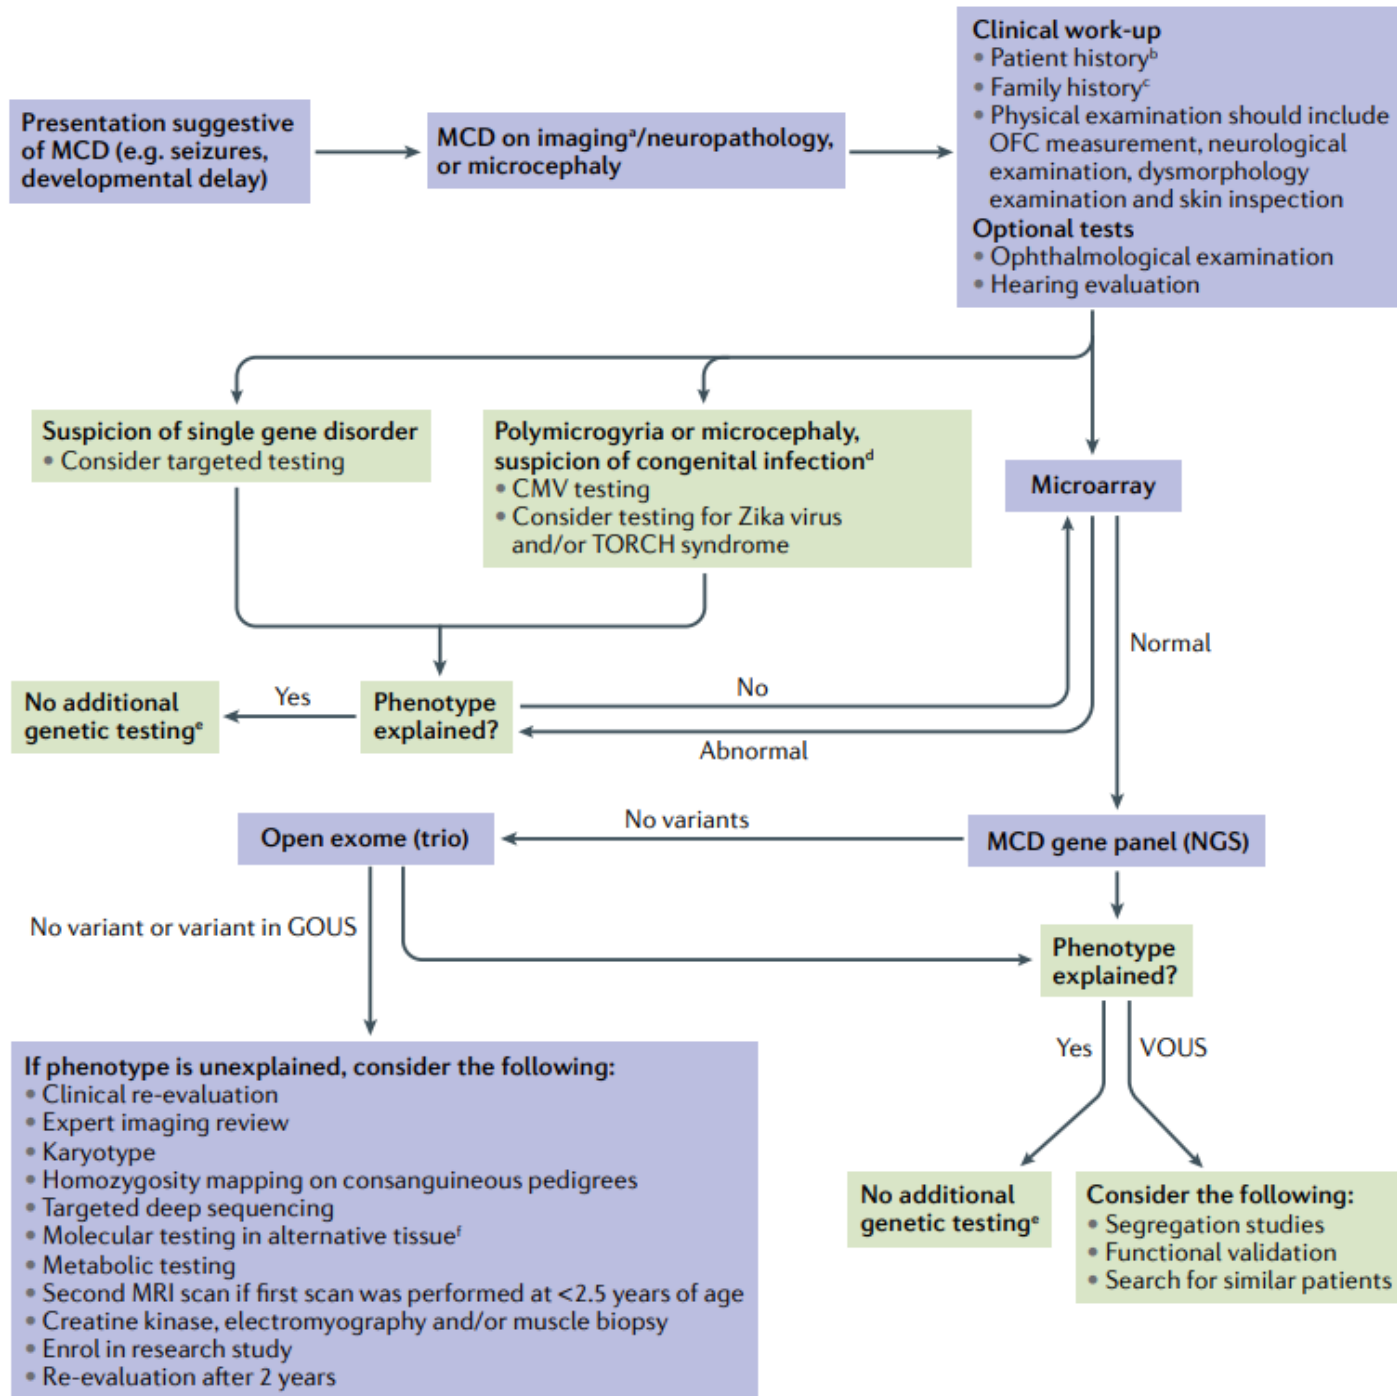 Presentation suggestive
of MCD (e.g. seizures,
developmental delay)
MCD on imagingᵃ/neuropathology,
or microcephaly
Clinical work-up
• Patient historyᵇ
• Family historyᶜ
• Physical examination should include
OFC measurement, neurological
examination, dysmorphology
examination and skin inspection
Optional tests
• Ophthalmological examination
• Hearing evaluation
Suspicion of single gene disorder
• Consider targeted testing
Polymicrogyria or microcephaly,
suspicion of congenital infectionᵈ
• CMV testing
• Consider testing for Zika virus
and/or TORCH syndrome
Microarray
Normal
No additional
genetic testingᵉ
Yes
Phenotype
explained?
No
Abnormal
Open exome (trio)
No variants
MCD gene panel (NGS)
No variant or variant in GOUS
Phenotype
explained?
Yes
VOUS
If phenotype is unexplained, consider the following:
• Clinical re-evaluation
• Expert imaging review
• Karyotype
• Homozygosity mapping on consanguineous pedigrees
• Targeted deep sequencing
• Molecular testing in alternative tissueᶠ
• Metabolic testing
• Second MRI scan if first scan was performed at <2.5 years of age
• Creatine kinase, electromyography and/or muscle biopsy
• Enrol in research study
• Re-evaluation after 2 years
No additional
genetic testingᵉ
Consider the following:
• Segregation studies
• Functional validation
• Search for similar patients